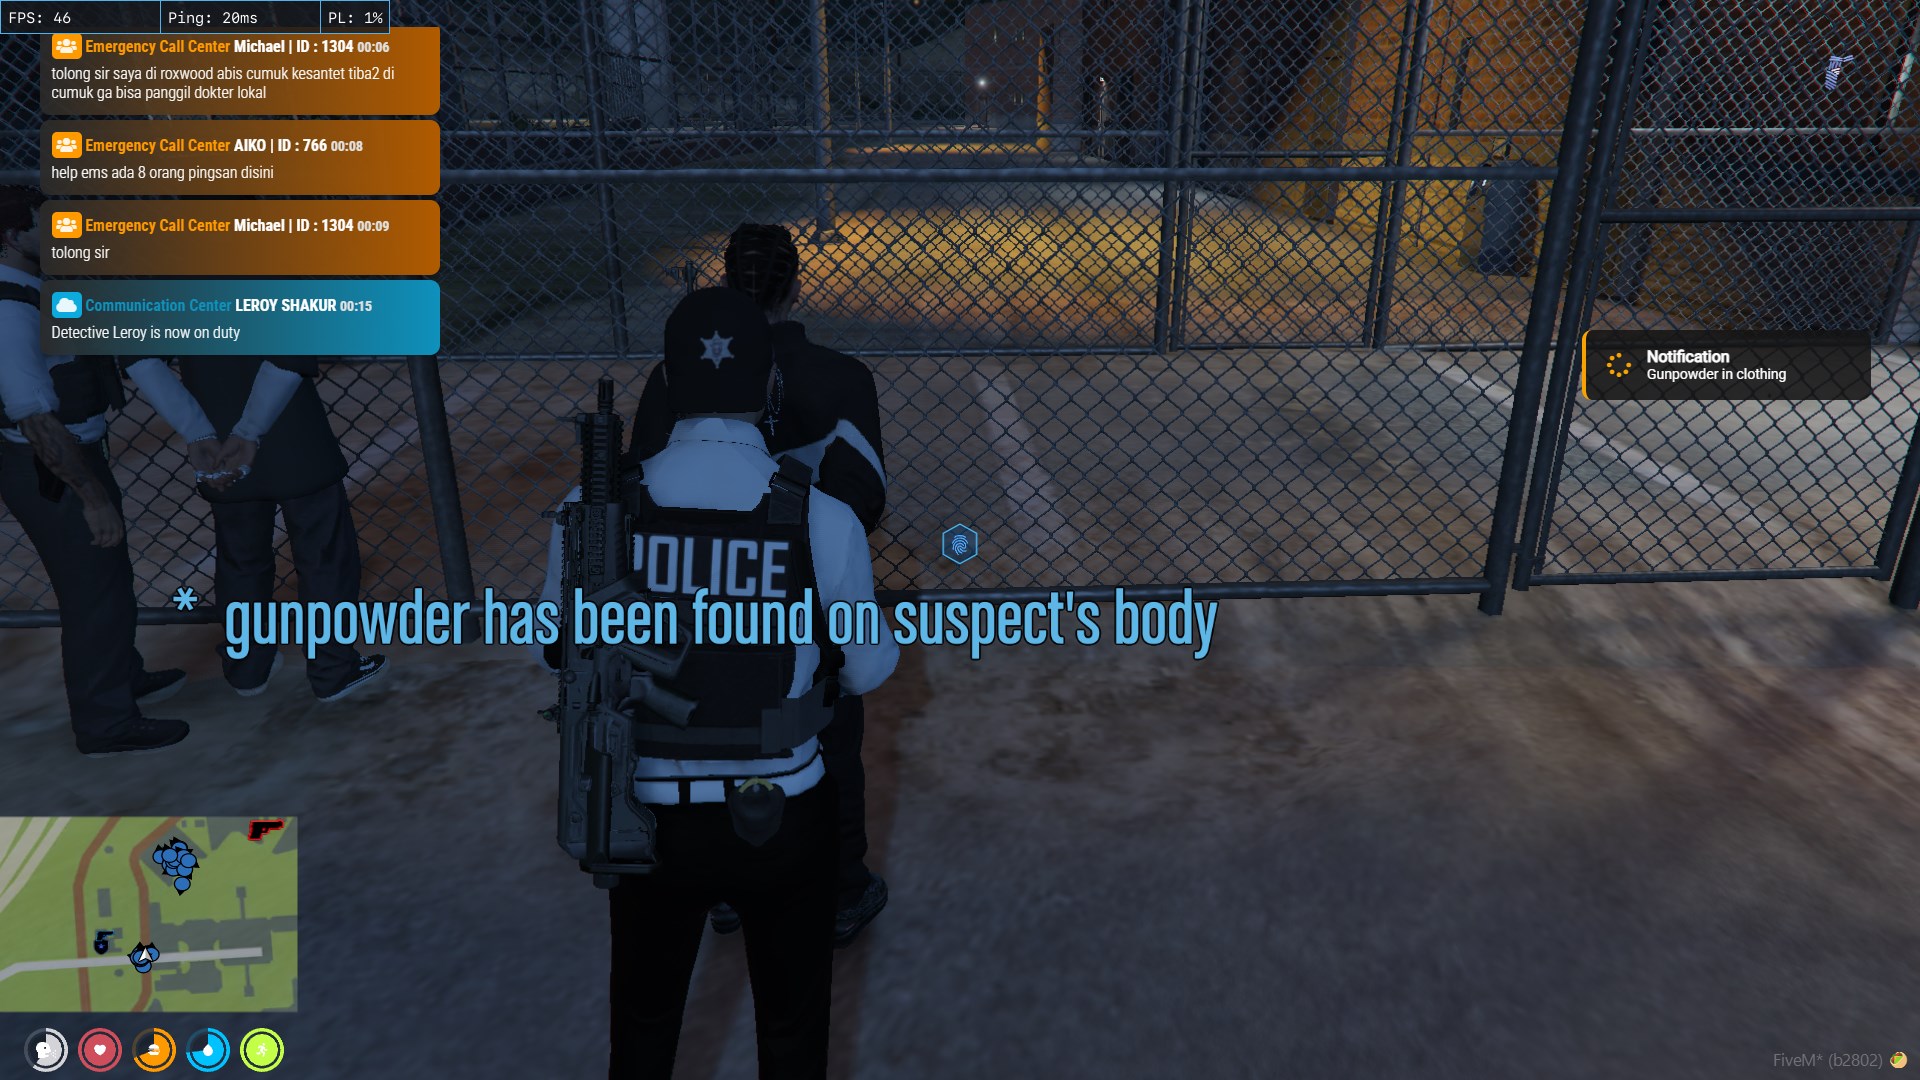 FPS: 46 Ping: 20ms PL: 1%
Emergency Call Center Michael | ID : 1304 00:06
tolong sir saya di roxwood abis cumuk kesantet tiba2 di
cumuk ga bisa panggil dokter lokal
Emergency Call Center AIKO | ID : 766 00:08
help ems ada 8 orang pingsan disini
Emergency Call Center Michael | ID : 1304 00:09
tolong sir
Communication Center LEROY SHAKUR 00:15
Detective Leroy is now on duty
Notification
Gunpowder in clothing
POLICE
* gunpowder has been found on suspect's body
FiveM* (b2802)